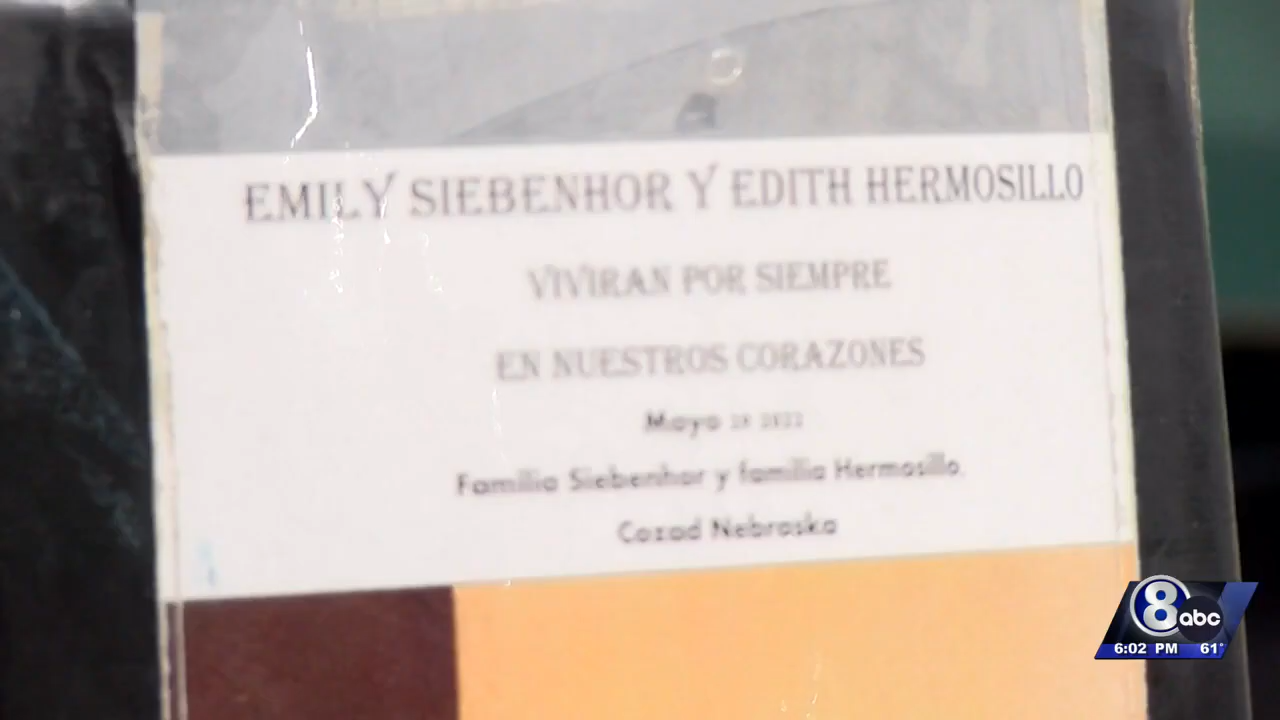 EMILY SIEBENHOR Y EDITH HERMOSILLO
VIVIRAN POR SIEMPRE
EN NUESTROS CORAZONES
Mayo
Familia Siebenhor y familia Hermosillo.
Cozad Nebraska
8 abc
6:02 PM 61°